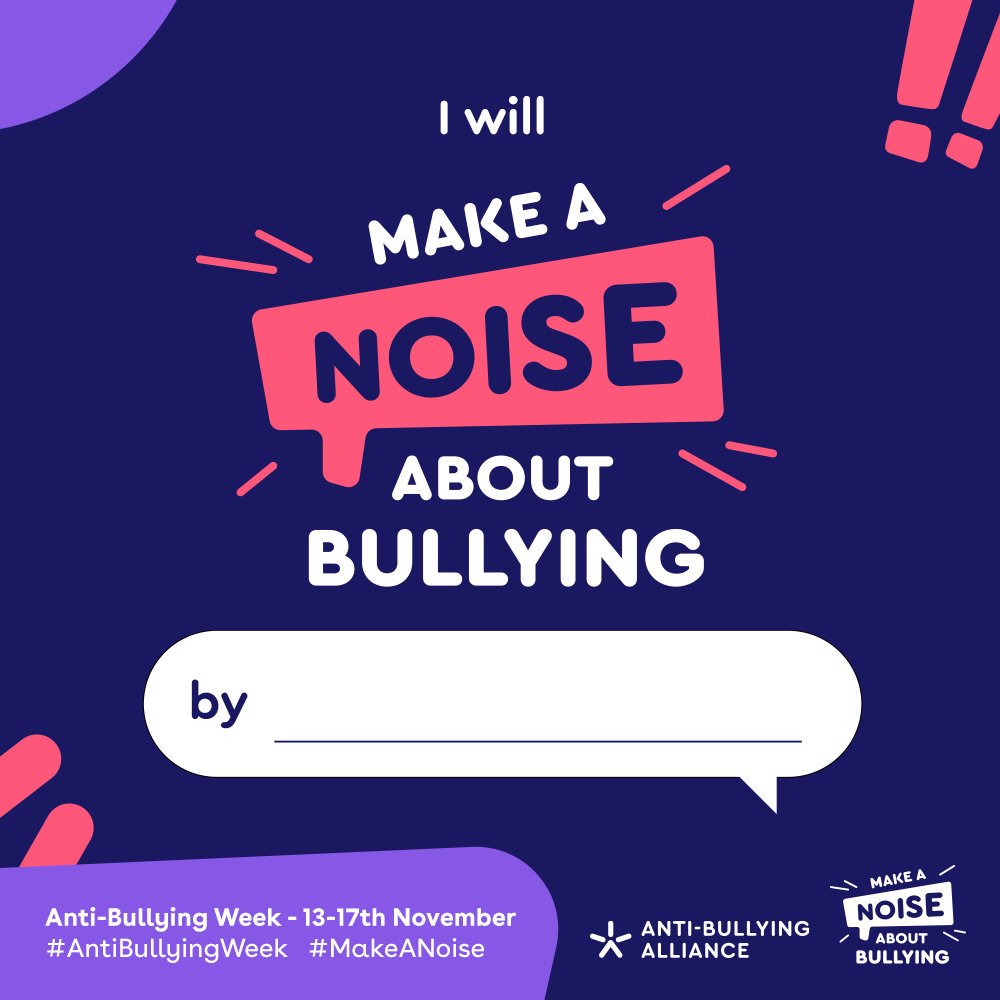 I will
MAKE A
NOISE
ABOUT
BULLYING
by
Anti-Bullying Week - 13-17th November
#AntiBullyingWeek #MakeANoise
ANTI-BULLYING
ALLIANCE
MAKE A
NOISE
ABOUT
BULLYING